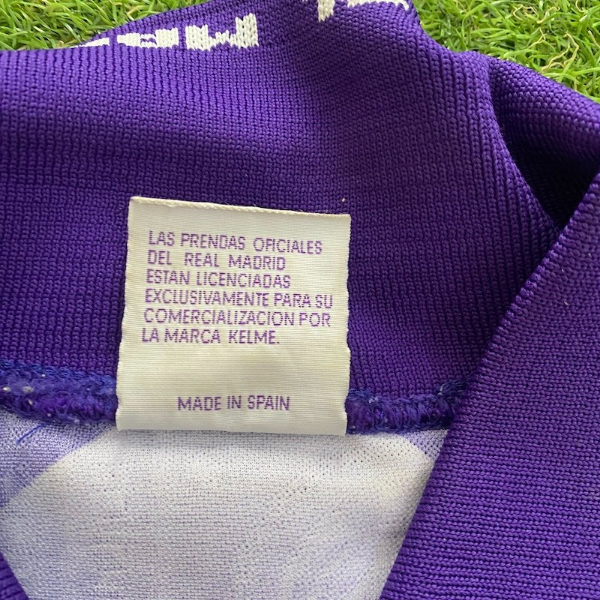 LAS PRENDAS OFICIALES
DEL REAL MADRID
ESTAN LICENCIADAS
EXCLUSIVAMENTE PARA SU
COMERCIALIZACION POR
LA MARCA KELME.
MADE IN SPAIN